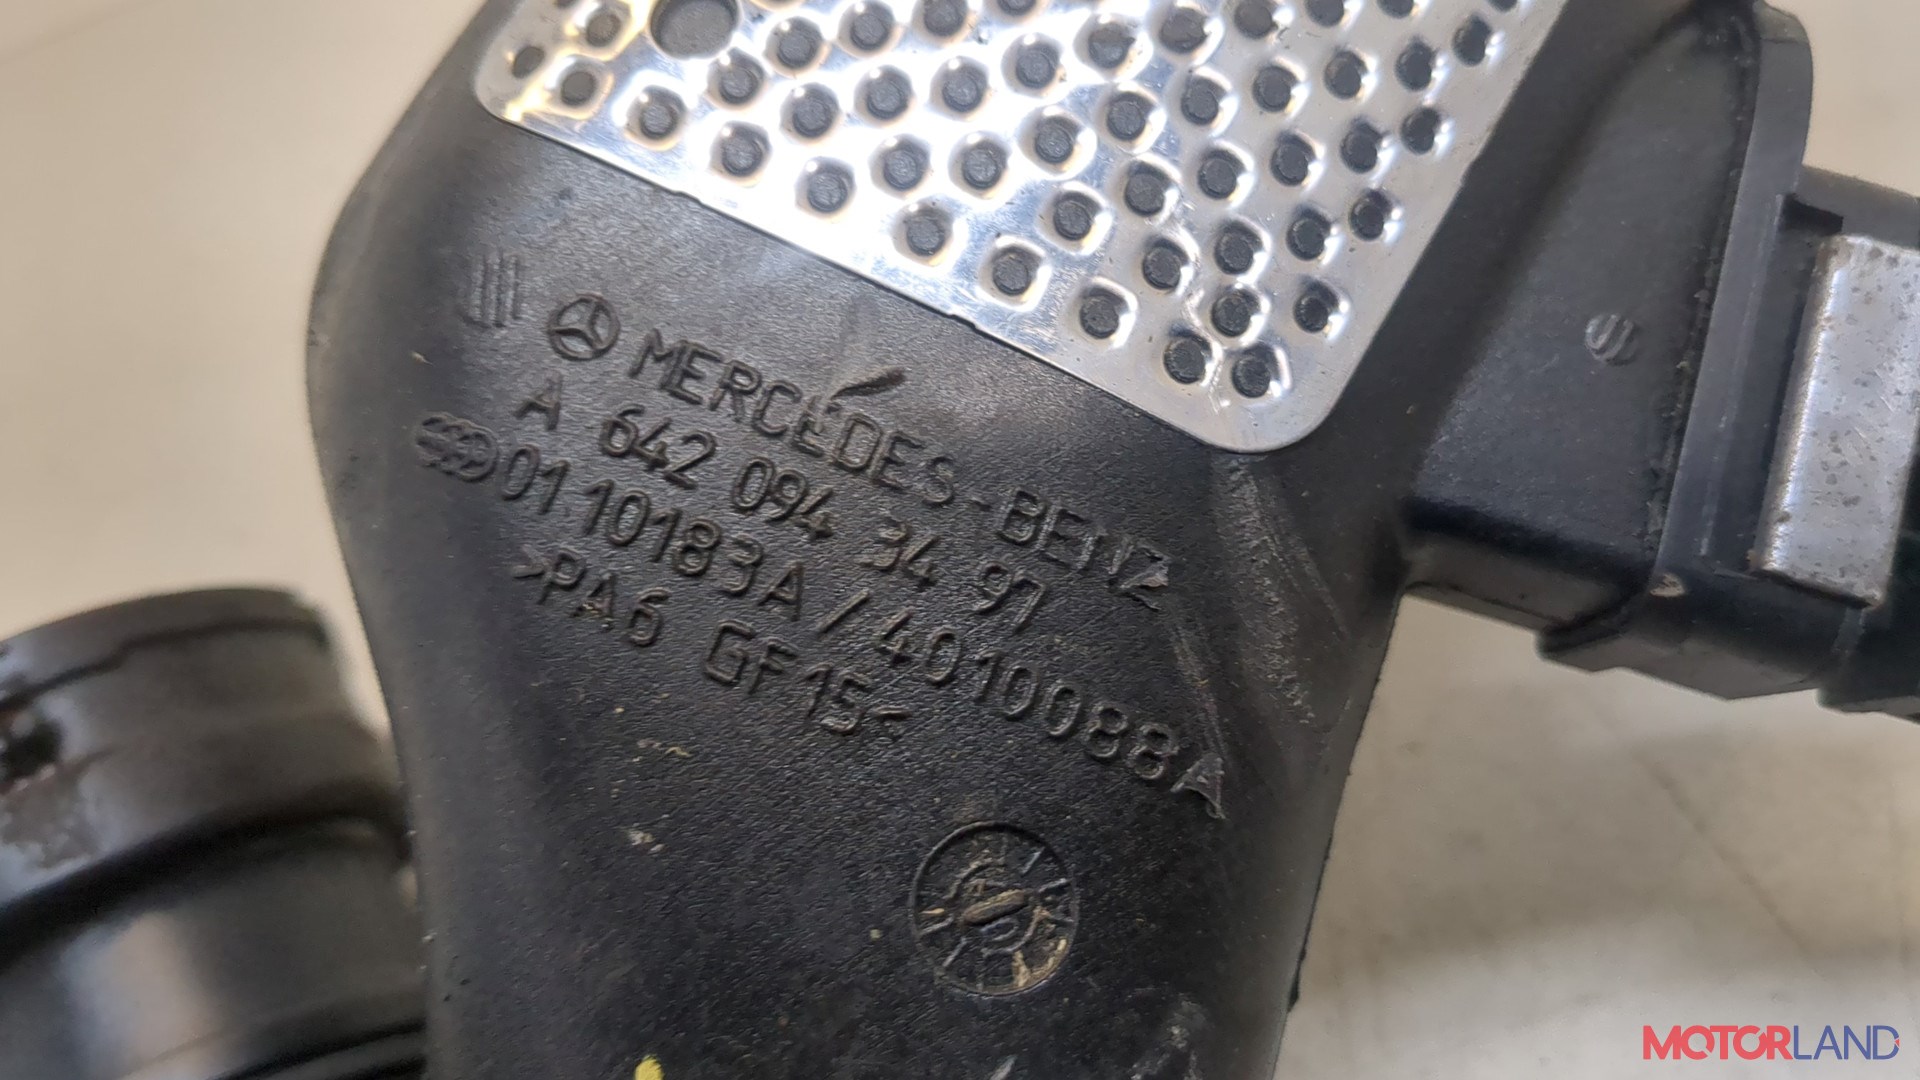 MERCEDES-BENZ
A 642 094 34 97
01 10183A/4010088A
>PA6 GF15<
MOTORLAND